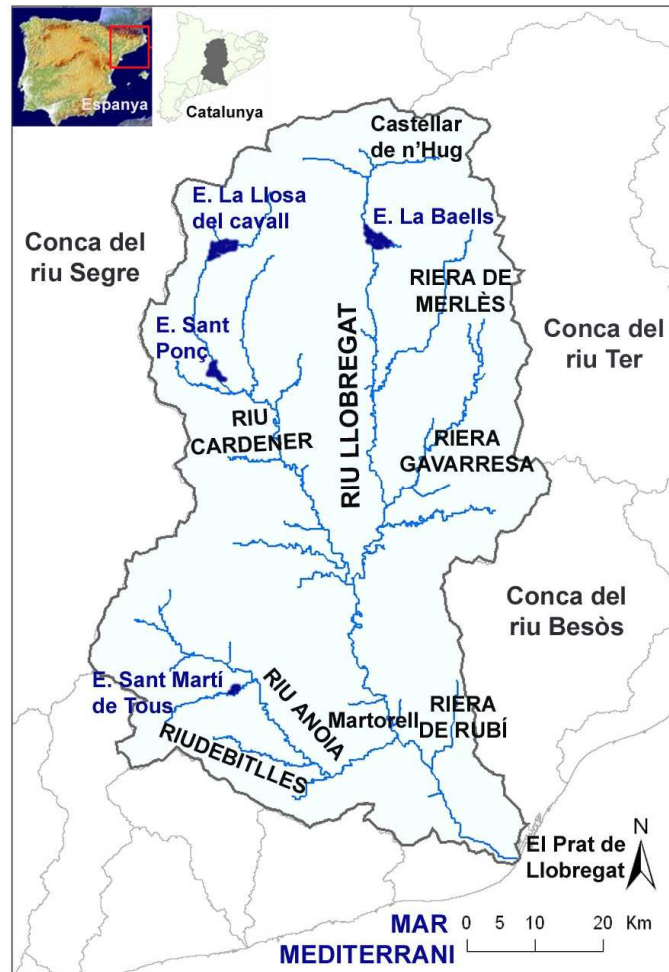 Espanya
Catalunya
Castellar
de n'Hug
E. La Llosa
del cavall
E. La Baells
Conca del
riu Segre
RIERA DE
MERLÈS
E. Sant
Ponç
Conca del
riu Ter
RIU LLOBREGAT
RIU
CARDENER
RIERA
GAVARRESA
Conca del
riu Besòs
E. Sant Martí
de Tous
RIU ANOIA
Martorell
RIERA
DE RUBÍ
RIUDEBITLLES
El Prat de
Llobregat
N
MAR
MEDITERRANI
0 5 10 20 Km